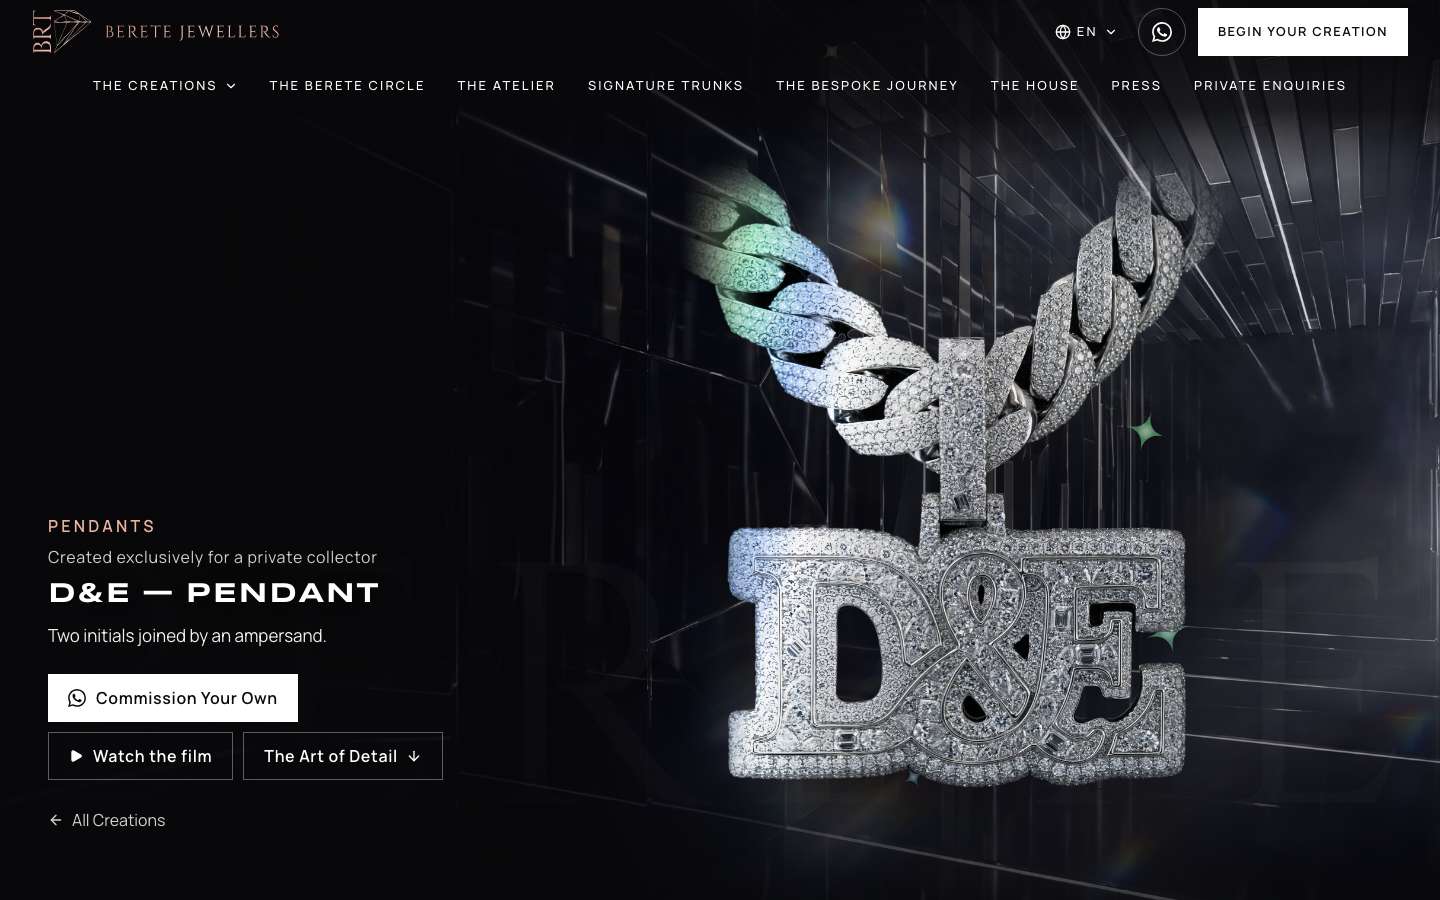 BRT BERETE JEWELLERS
EN
BEGIN YOUR CREATION
THE CREATIONS
THE BERETE CIRCLE
THE ATELIER
SIGNATURE TRUNKS
THE BESPOKE JOURNEY
THE HOUSE
PRESS
PRIVATE ENQUIRIES
PENDANTS
Created exclusively for a private collector
D&E — PENDANT
Two initials joined by an ampersand.
Commission Your Own
Watch the film
The Art of Detail
All Creations
D&E